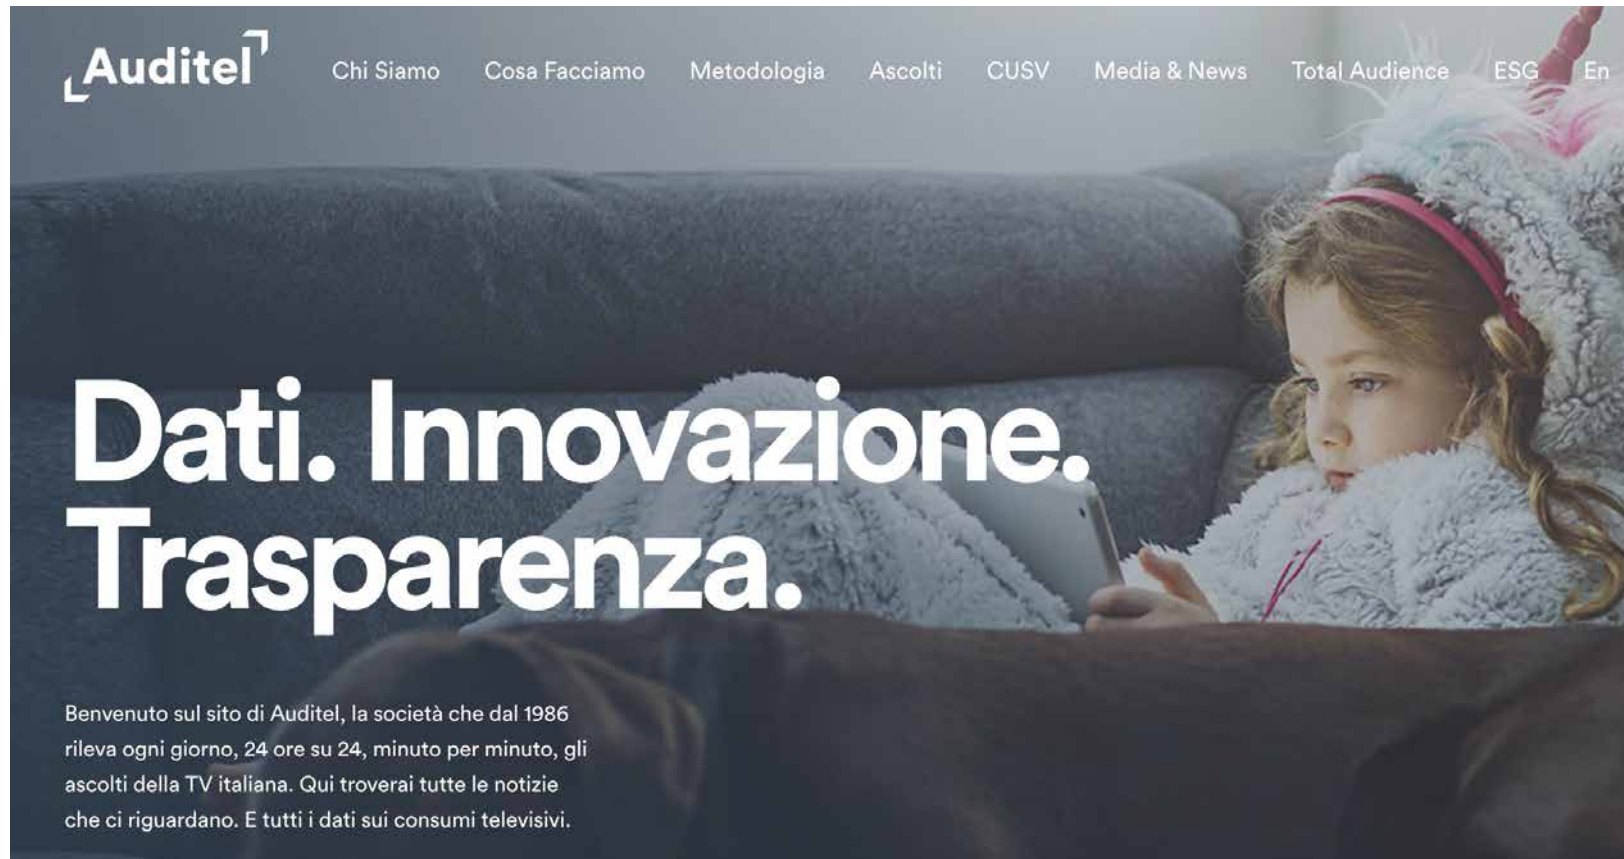 Auditel
Chi Siamo Cosa Facciamo Metodologia Ascolti CUSV Media & News Total Audience ESG En
Dati. Innovazione.
Trasparenza.
Benvenuto sul sito di Auditel, la società che dal 1986
rileva ogni giorno, 24 ore su 24, minuto per minuto, gli
ascolti della TV italiana. Qui troverai tutte le notizie
che ci riguardano. E tutti i dati sui consumi televisivi.